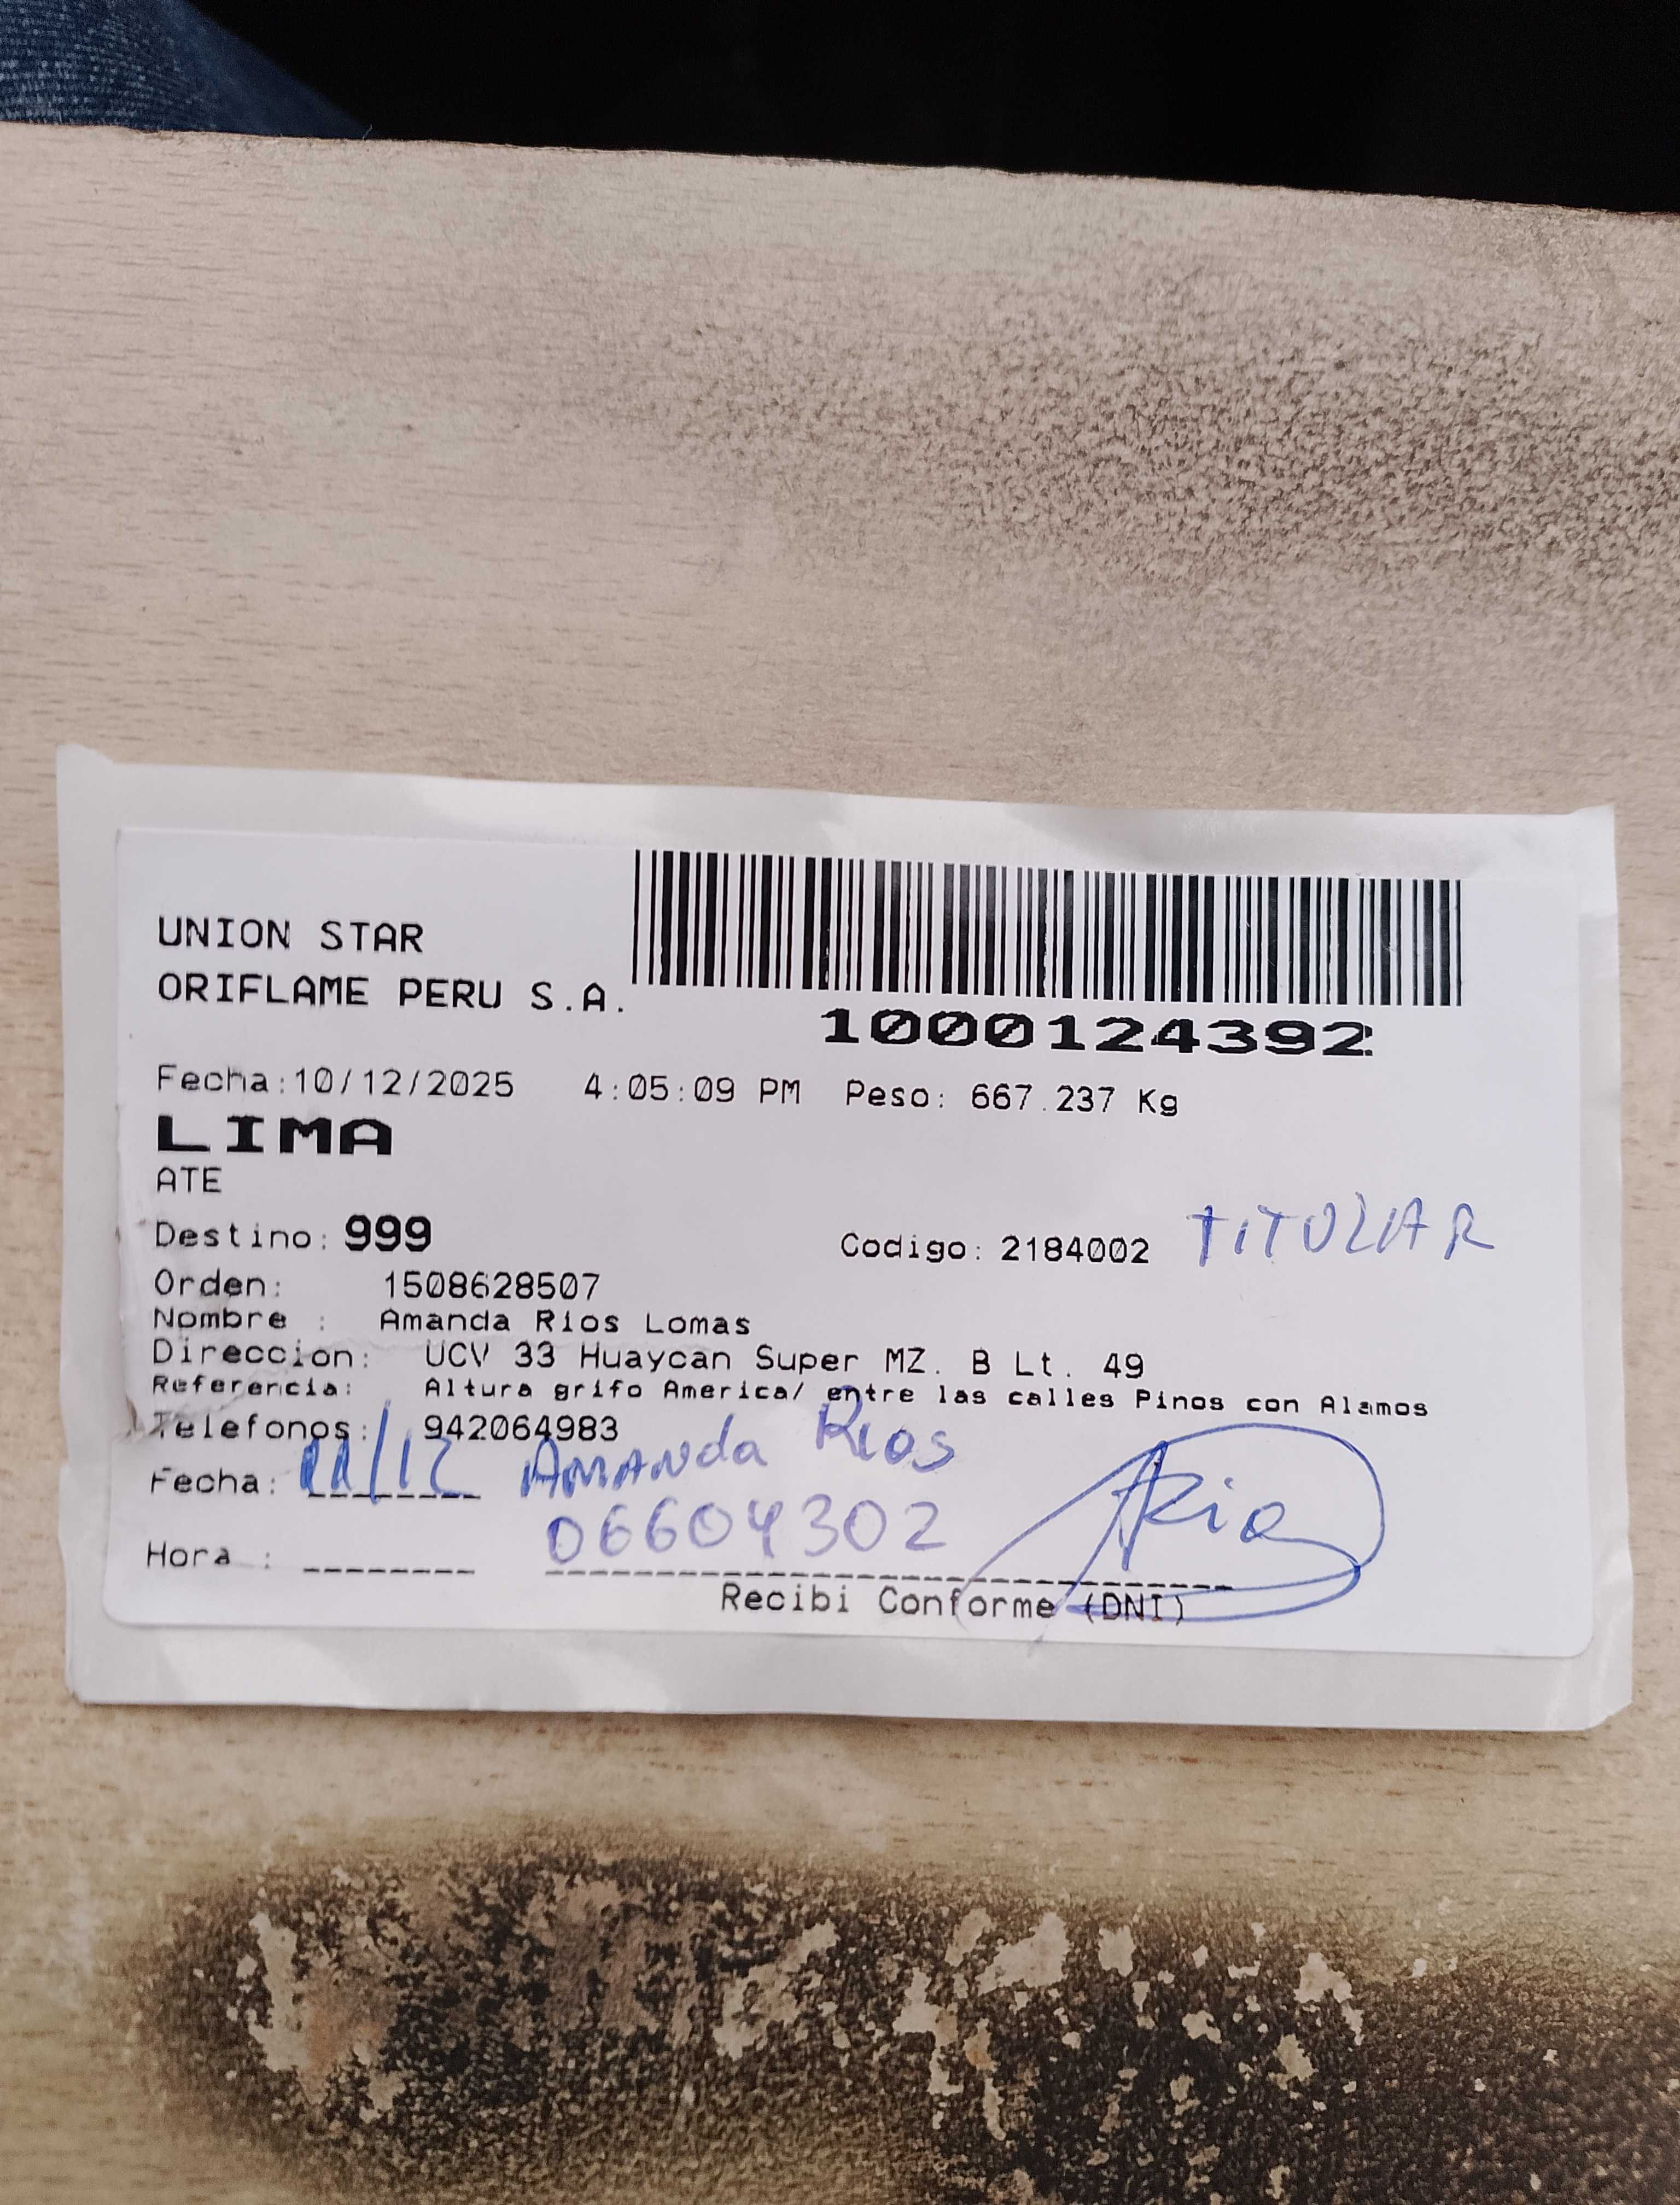 UNION STAR
ORIFLAME PERU S.A.
1000124392
Fecha:10/12/2025 4:05:09 PM Peso: 667.237 Kg
LIMA
ATE
Destino: 999 Codigo: 2184002 TITULAR
Orden: 1508628507
Nombre : Amanda Rios Lomas
Direccion: UCV 33 Huaycan Super MZ. B Lt. 49
Referencia: Altura grifo America/ entre las calles Pinos con Alamos
Telefonos: 942064983
Fecha: 11/12 Amanda Rios
06604302
Hora :
Recibi Conforme (DNI)